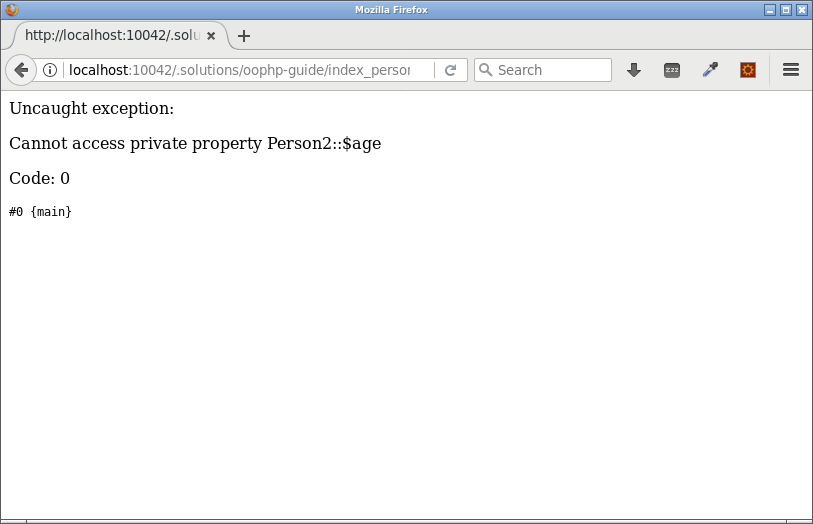 Mozilla Firefox
http://localhost:10042/.solu
localhost:10042/.solutions/oophp-guide/index_person
Search
zzz
Uncaught exception:
Cannot access private property Person2::$age
Code: 0
#0 {main}